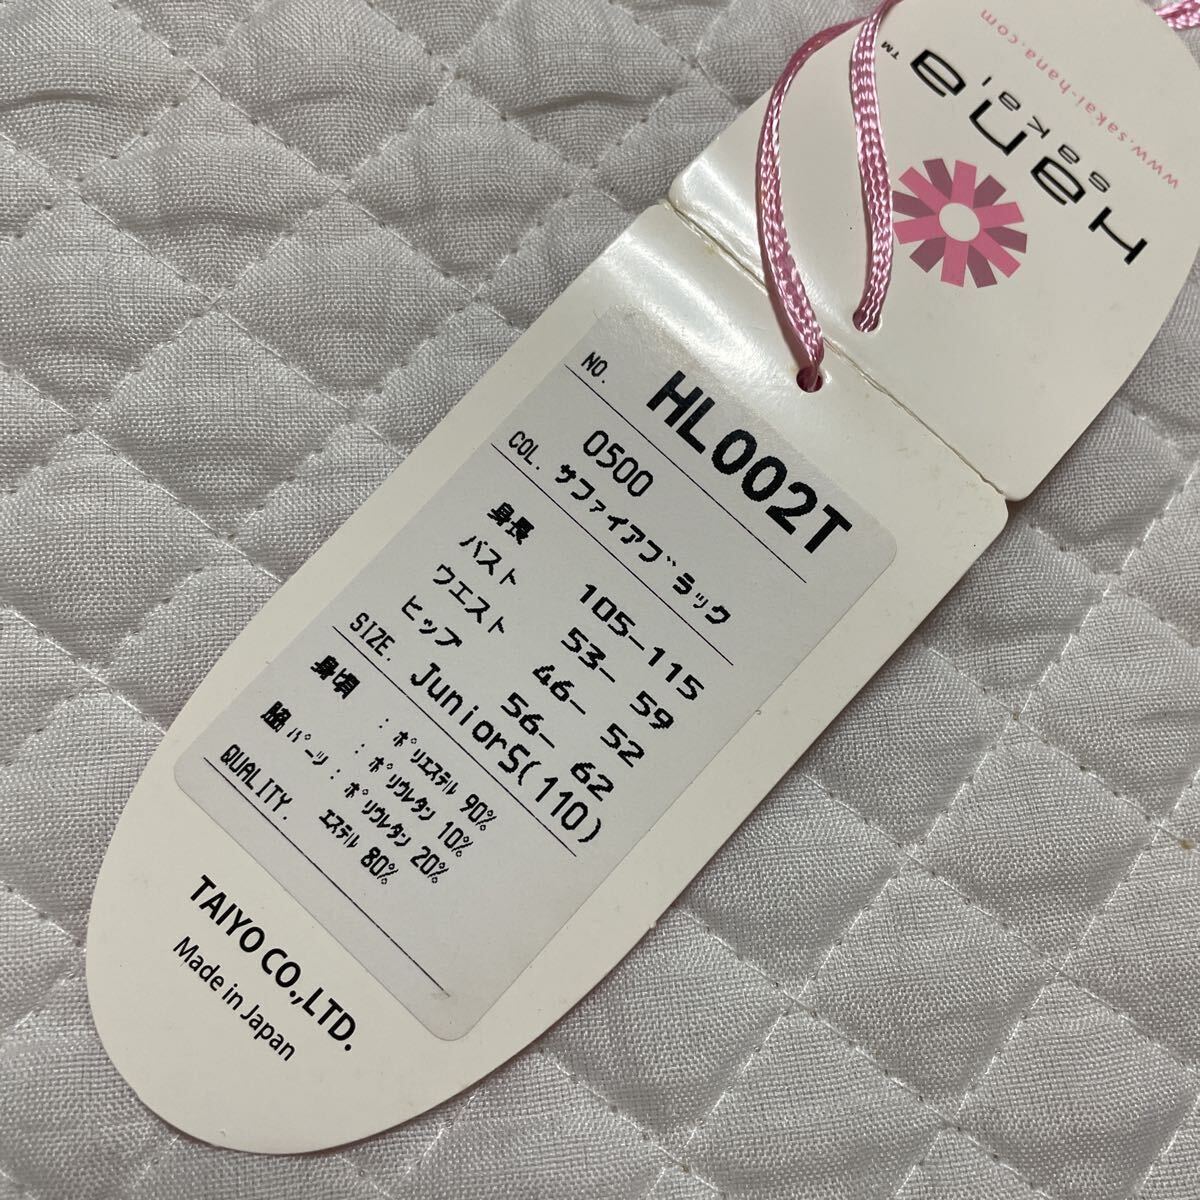 www.sakai-hana.com
Hana™
sakai
NO. HL002T
0500
COL. サファイアブラック
身長 105-115
バスト 53- 59
ウエスト 46- 52
ヒップ 56- 62
SIZE. JuniorS(110)
身頃 : ポリエステル 90%
: ポリウレタン 10%
脇パーツ: ポリウレタン 20%
QUALITY. エステル 80%
TAIYO CO.,LTD.
Made in Japan